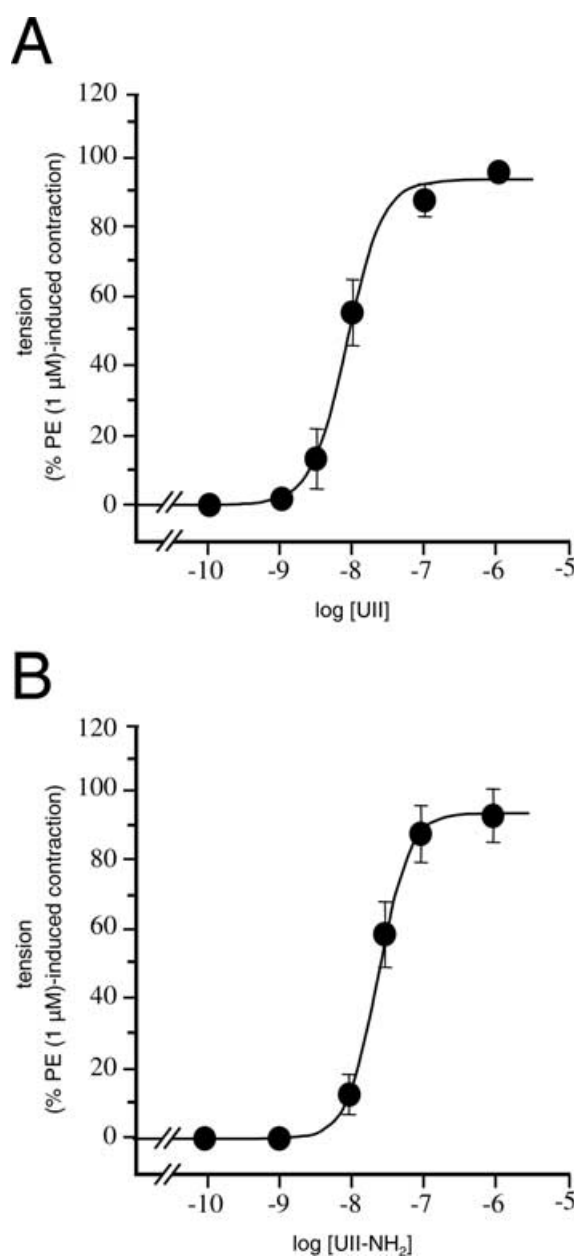 A
120
100
80
60
40
20
0
tension
(% PE (1 µM)-induced contraction)
-10 -9 -8 -7 -6 -5
log [UII]
B
120
100
80
60
40
20
0
tension
(% PE (1 µM)-induced contraction)
-10 -9 -8 -7 -6 -5
log [UII-NH₂]